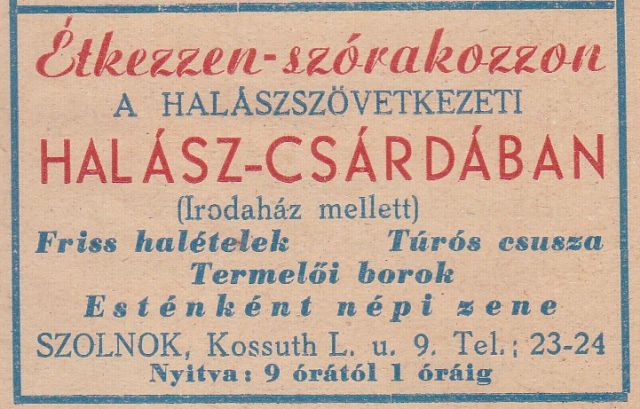 Étkezzen-szórakozzon
A HALÁSZSZÖVETKEZETI
HALÁSZ-CSÁRDÁBAN
(Irodaház mellett)
Friss halételek Túrós csusza
Termelői borok
Esténként népi zene
SZOLNOK, Kossuth L. u. 9. Tel.: 23-24
Nyitva: 9 órától 1 óráig